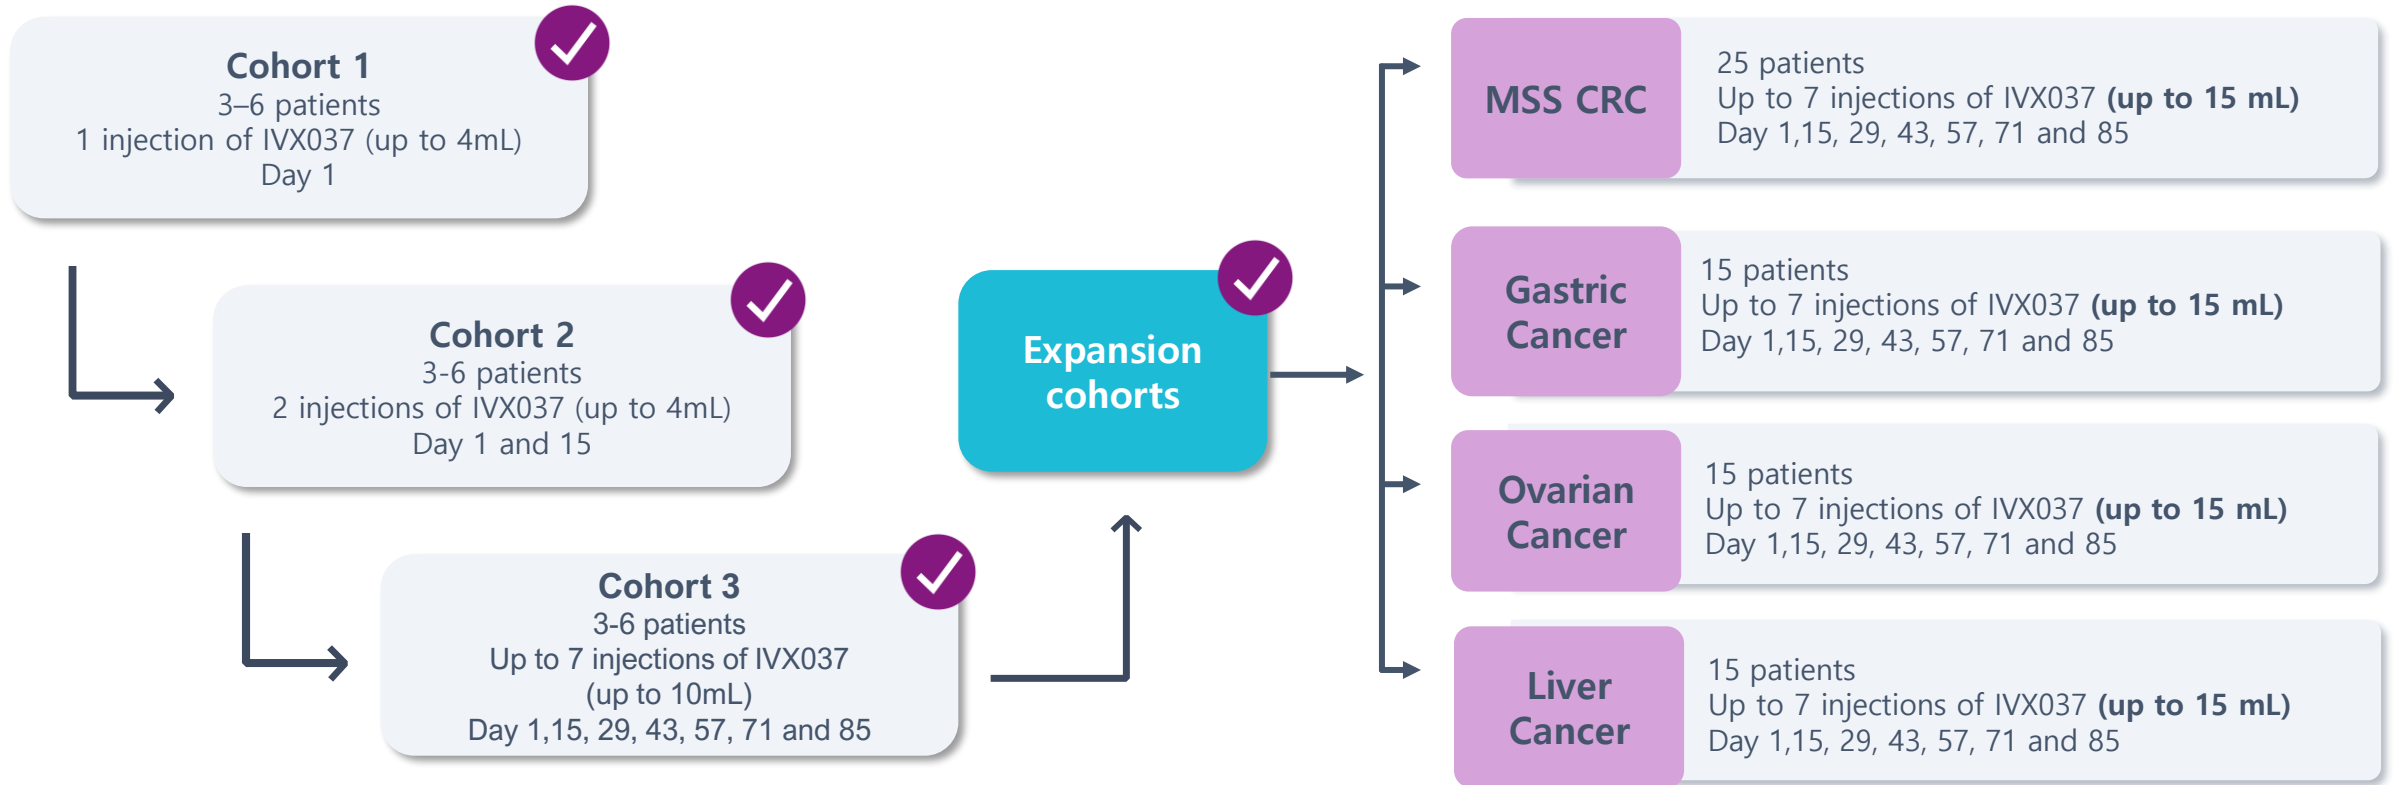 Cohort 1
3–6 patients
1 injection of IVX037 (up to 4mL)
Day 1
Cohort 2
3-6 patients
2 injections of IVX037 (up to 4mL)
Day 1 and 15
Cohort 3
3-6 patients
Up to 7 injections of IVX037
(up to 10mL)
Day 1,15, 29, 43, 57, 71 and 85
Expansion
cohorts
MSS CRC
25 patients
Up to 7 injections of IVX037 (up to 15 mL)
Day 1,15, 29, 43, 57, 71 and 85
Gastric
Cancer
15 patients
Up to 7 injections of IVX037 (up to 15 mL)
Day 1,15, 29, 43, 57, 71 and 85
Ovarian
Cancer
15 patients
Up to 7 injections of IVX037 (up to 15 mL)
Day 1,15, 29, 43, 57, 71 and 85
Liver
Cancer
15 patients
Up to 7 injections of IVX037 (up to 15 mL)
Day 1,15, 29, 43, 57, 71 and 85